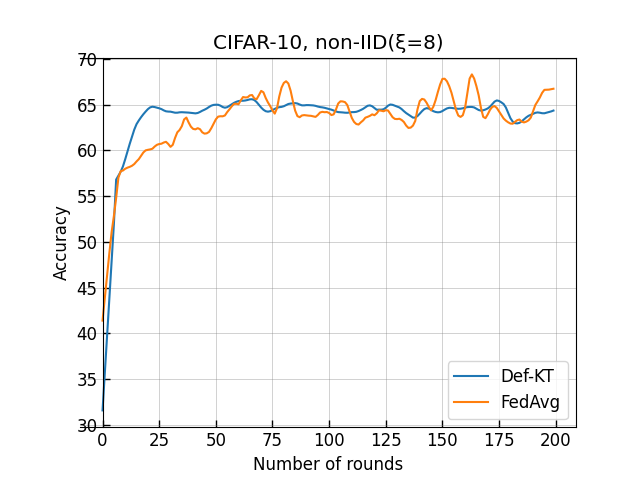 CIFAR-10, non-IID(ξ=8)
70
65
60
55
50
45
40
35
30
Accuracy
0 25 50 75 100 125 150 175 200
Number of rounds
Def-KT
FedAvg